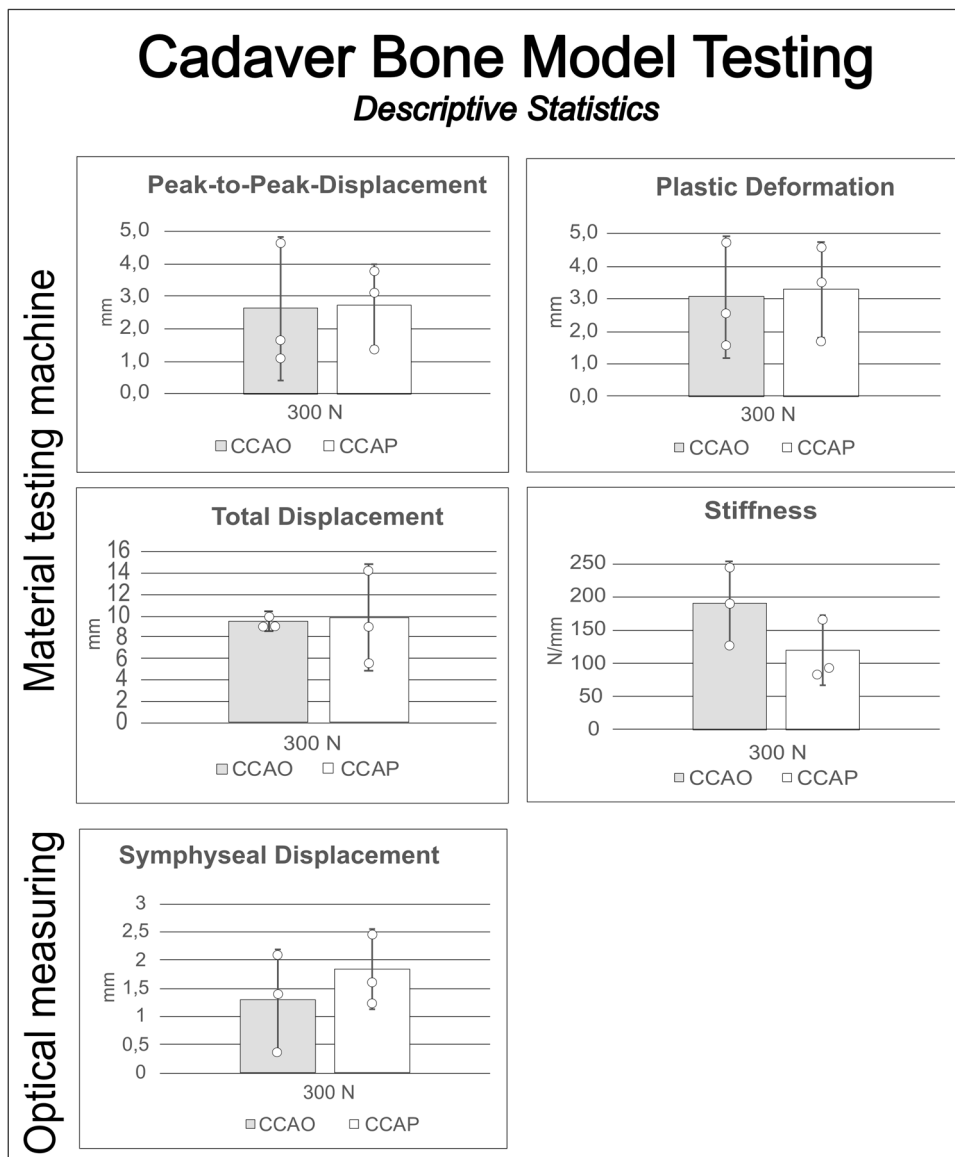 Cadaver Bone Model Testing
Descriptive Statistics
Material testing machine
Peak-to-Peak-Displacement
5,0
4,0
3,0
2,0
1,0
0,0
mm
300 N
CCAO CCAP
Plastic Deformation
5,0
4,0
3,0
2,0
1,0
0,0
mm
300 N
CCAO CCAP
Total Displacement
16
14
12
10
8
6
4
2
0
mm
300 N
CCAO CCAP
Stiffness
250
200
150
100
50
0
N/mm
300 N
CCAO CCAP
Optical measuring
Symphyseal Displacement
3
2,5
2
1,5
1
0,5
0
mm
300 N
CCAO CCAP